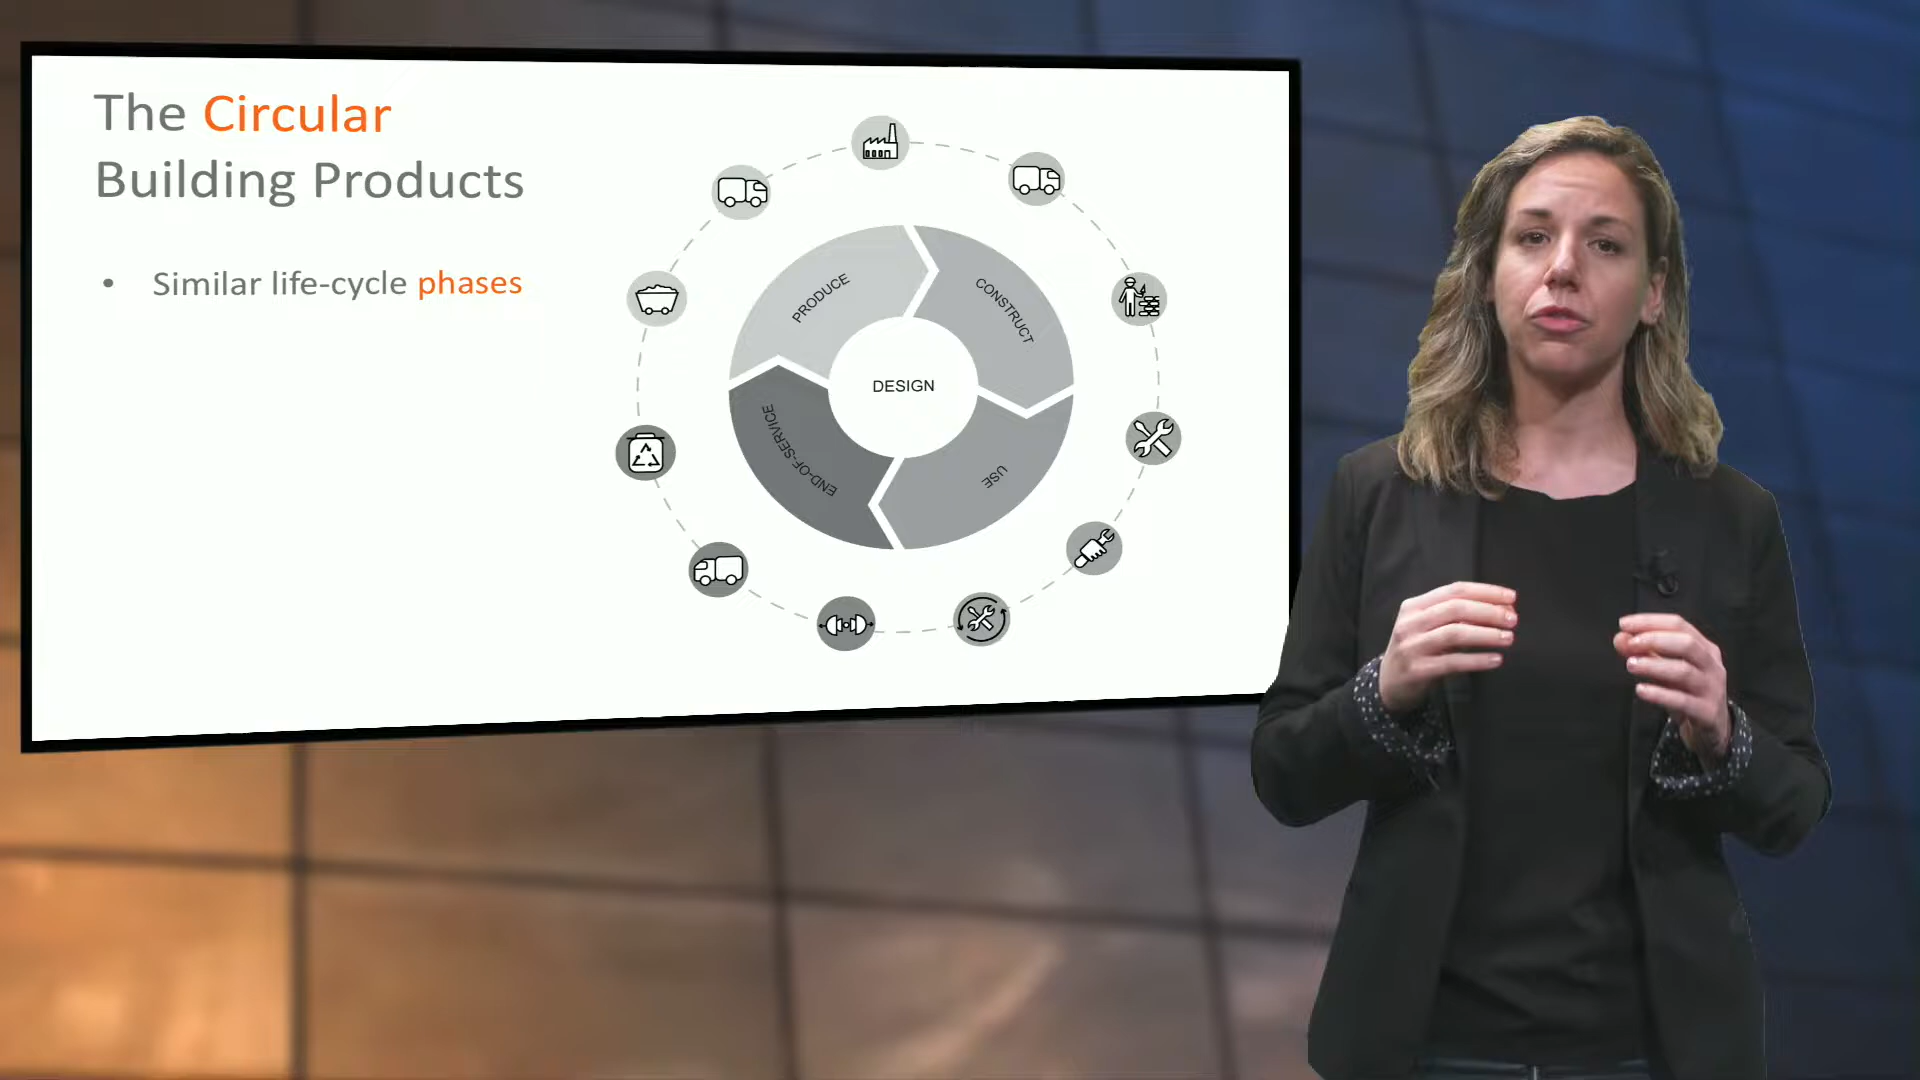 The Circular
Building Products
• Similar life-cycle phases
PRODUCE
CONSTRUCT
DESIGN
END-OF-SERVICE
USE